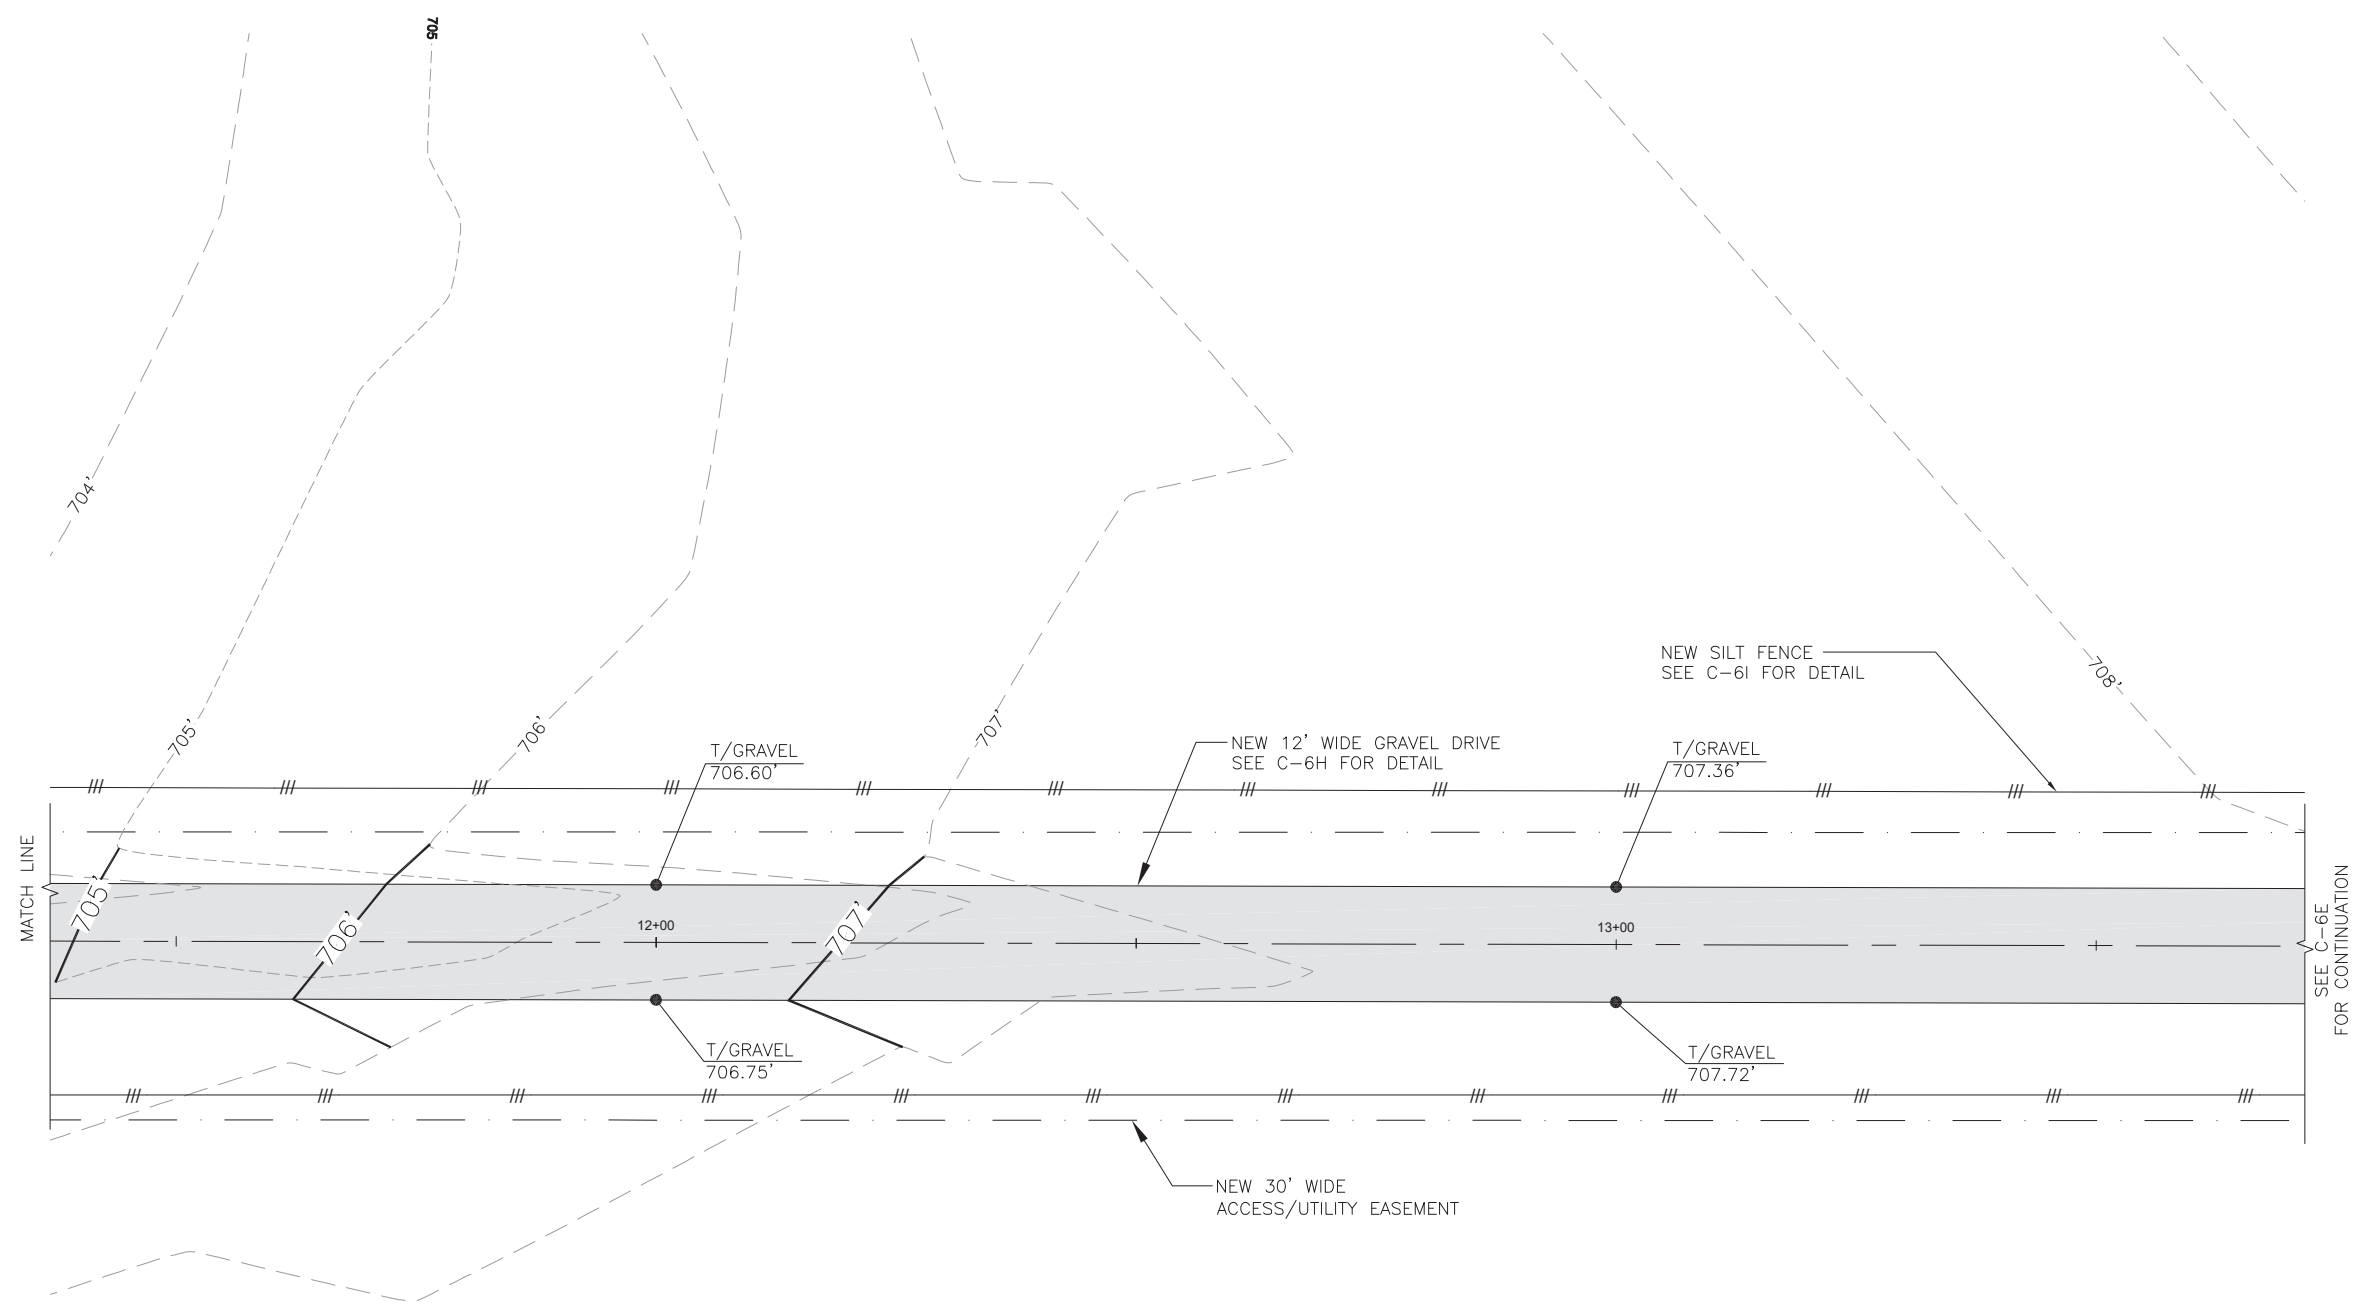 705
704'
NEW SILT FENCE
SEE C-6I FOR DETAIL
708'
705'
706'
707'
T/GRAVEL
706.60'
NEW 12' WIDE GRAVEL DRIVE
SEE C-6H FOR DETAIL
T/GRAVEL
707.36'
MATCH LINE
705'
706'
12+00
707'
13+00
SEE C-6E
FOR CONTINUATION
T/GRAVEL
706.75'
T/GRAVEL
707.72'
NEW 30' WIDE
ACCESS/UTILITY EASEMENT